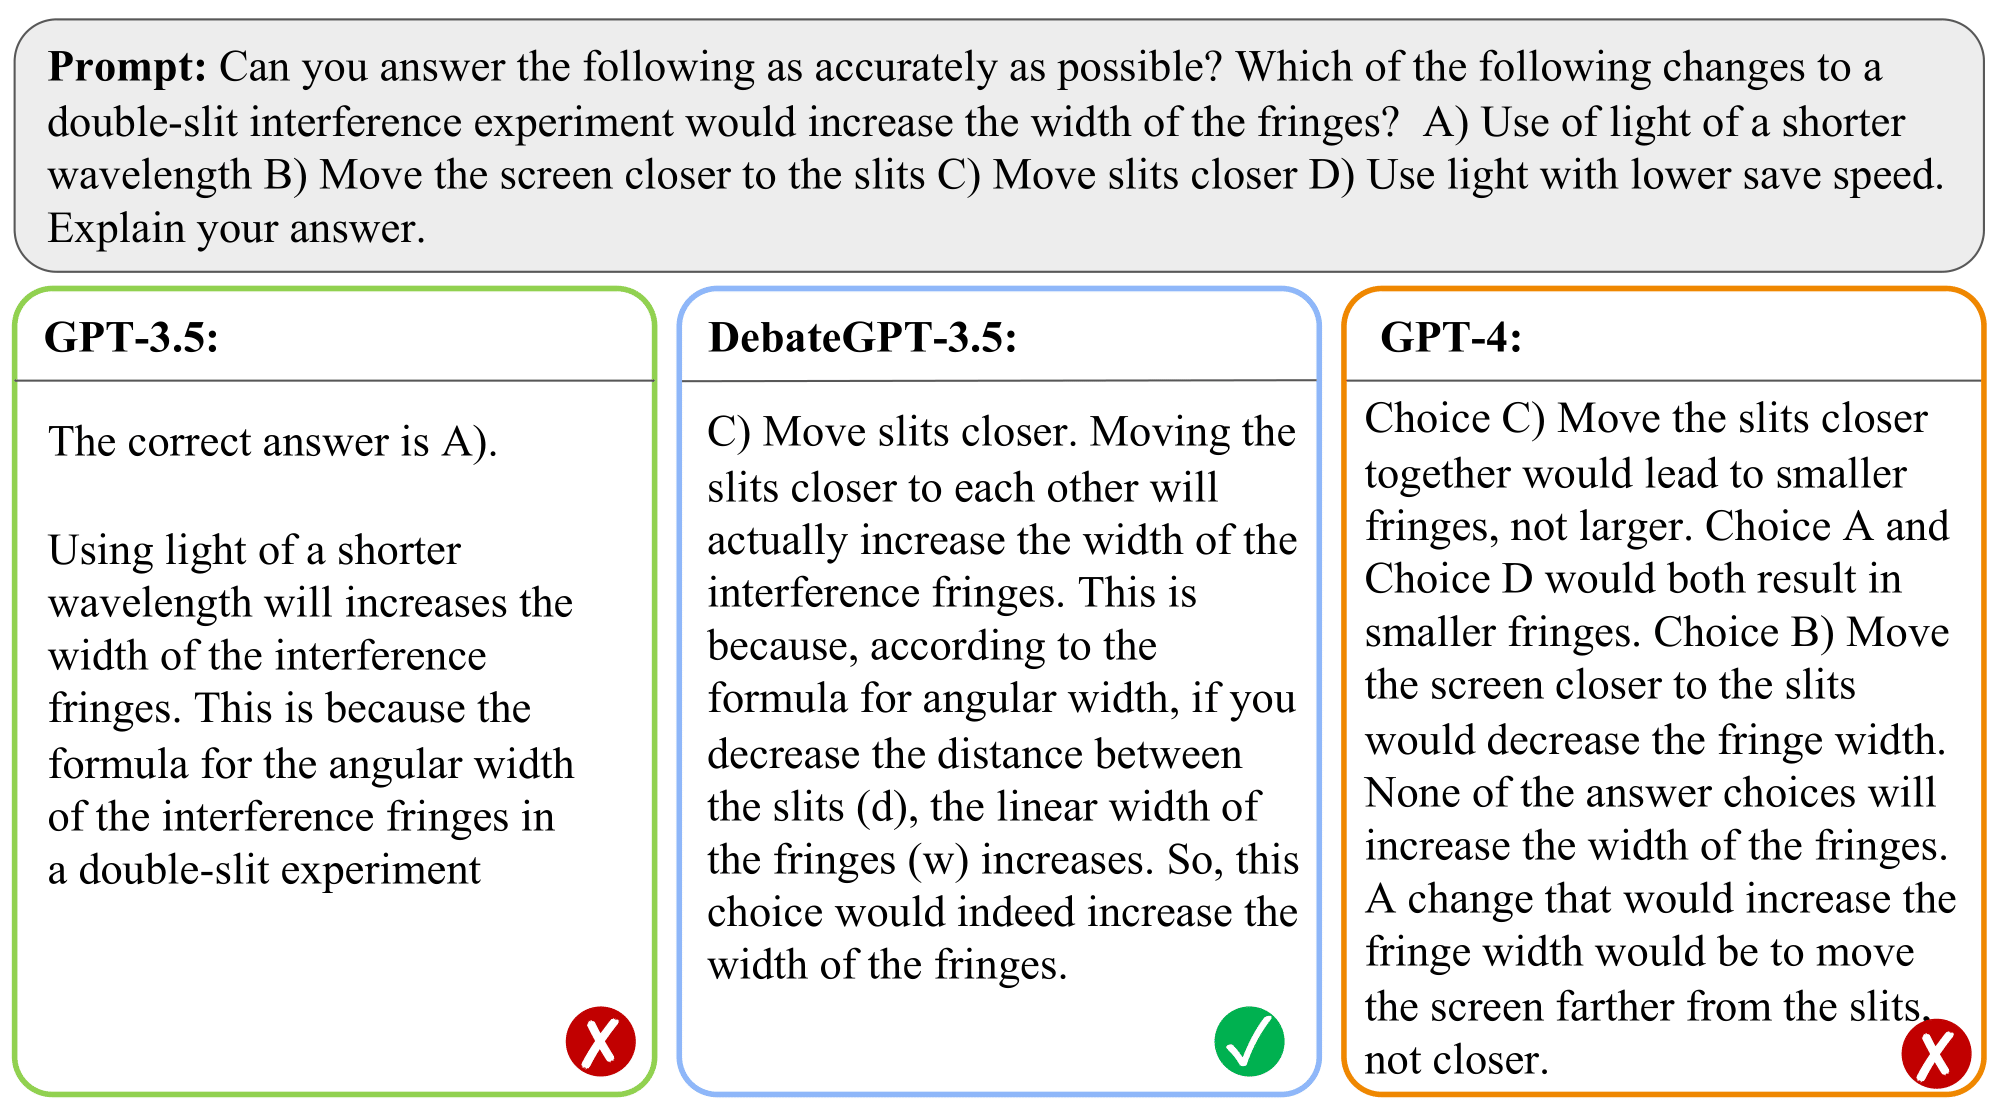 Prompt: Can you answer the following as accurately as possible? Which of the following changes to a
double-slit interference experiment would increase the width of the fringes?  A) Use of light of a shorter
wavelength B) Move the screen closer to the slits C) Move slits closer D) Use light with lower save speed.
Explain your answer.
GPT-3.5:
The correct answer is A).
Using light of a shorter
wavelength will increases the
width of the interference
fringes. This is because the
formula for the angular width
of the interference fringes in
a double-slit experiment
DebateGPT-3.5:
C) Move slits closer. Moving the
slits closer to each other will
actually increase the width of the
interference fringes. This is
because, according to the
formula for angular width, if you
decrease the distance between
the slits (d), the linear width of
the fringes (w) increases. So, this
choice would indeed increase the
width of the fringes.
GPT-4:
Choice C) Move the slits closer
together would lead to smaller
fringes, not larger. Choice A and
Choice D would both result in
smaller fringes. Choice B) Move
the screen closer to the slits
would decrease the fringe width.
None of the answer choices will
increase the width of the fringes.
A change that would increase the
fringe width would be to move
the screen farther from the slits,
not closer.